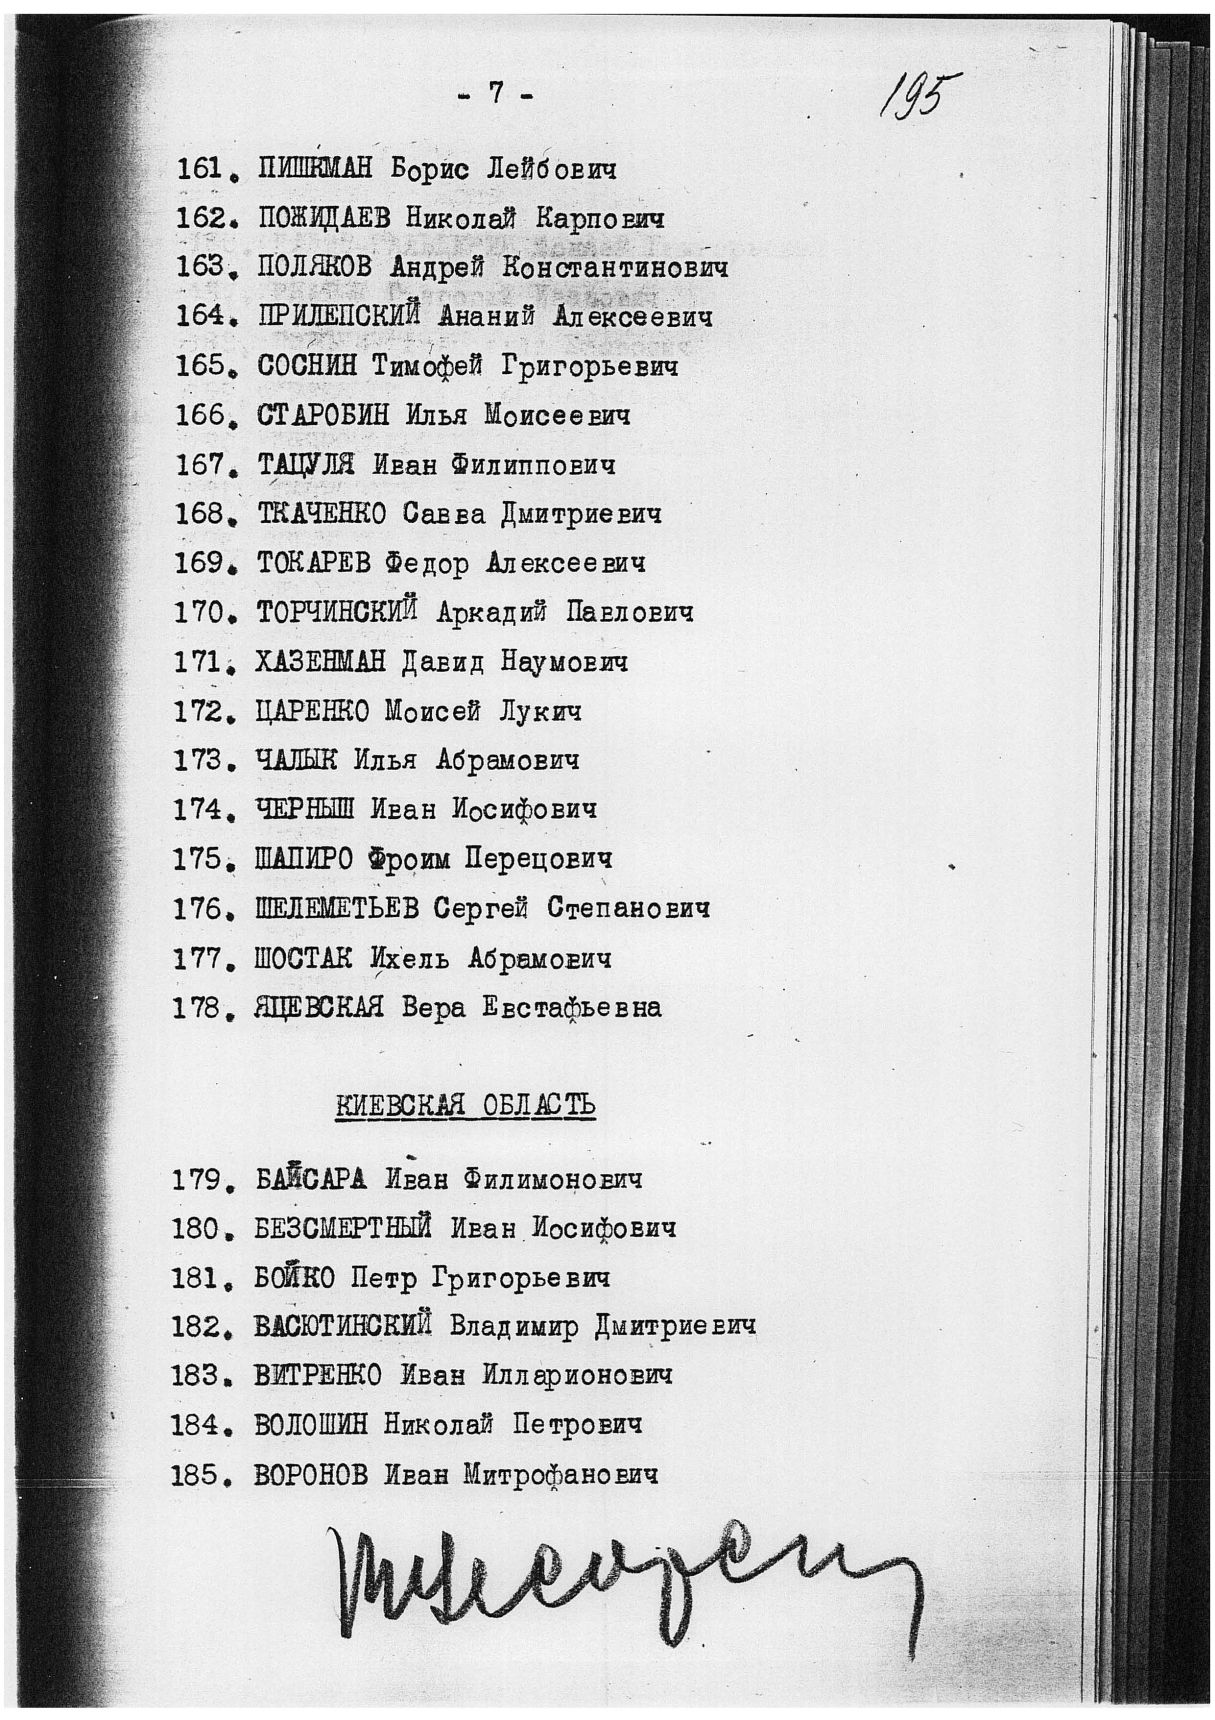 - 7 -
195
161. ПИШКМАН Борис Лейбович
162. ПОЖИДАЕВ Николай Карпович
163. ПОЛЯКОВ Андрей Константинович
164. ПРИЛЕПСКИЙ Ананий Алексеевич
165. СОСНИН Тимофей Григорьевич
166. СТАРОБИН Илья Моисеевич
167. ТАЦУЛЯ Иван Филиппович
168. ТКАЧЕНКО Савва Дмитриевич
169. ТОКАРЕВ Федор Алексеевич
170. ТОРЧИНСКИЙ Аркадий Павлович
171. ХАЗЕНМАН Давид Наумович
172. ЦАРЕНКО Моисей Лукич
173. ЧАЛЫК Илья Абрамович
174. ЧЕРНЫШ Иван Иосифович
175. ШАПИРО Фроим Перецович
176. ШЕЛЕМЕТЬЕВ Сергей Степанович
177. ШОСТАК Ихель Абрамович
178. ЯЦЕВСКАЯ Вера Евстафьевна
КИЕВСКАЯ ОБЛАСТЬ
179. БАЙСАРА Иван Филимонович
180. БЕЗСМЕРТНЫЙ Иван Иосифович
181. БОЙКО Петр Григорьевич
182. ВАСЮТИНСКИЙ Владимир Дмитриевич
183. ВИТРЕНКО Иван Илларионович
184. ВОЛОШИН Николай Петрович
185. ВОРОНОВ Иван Митрофанович